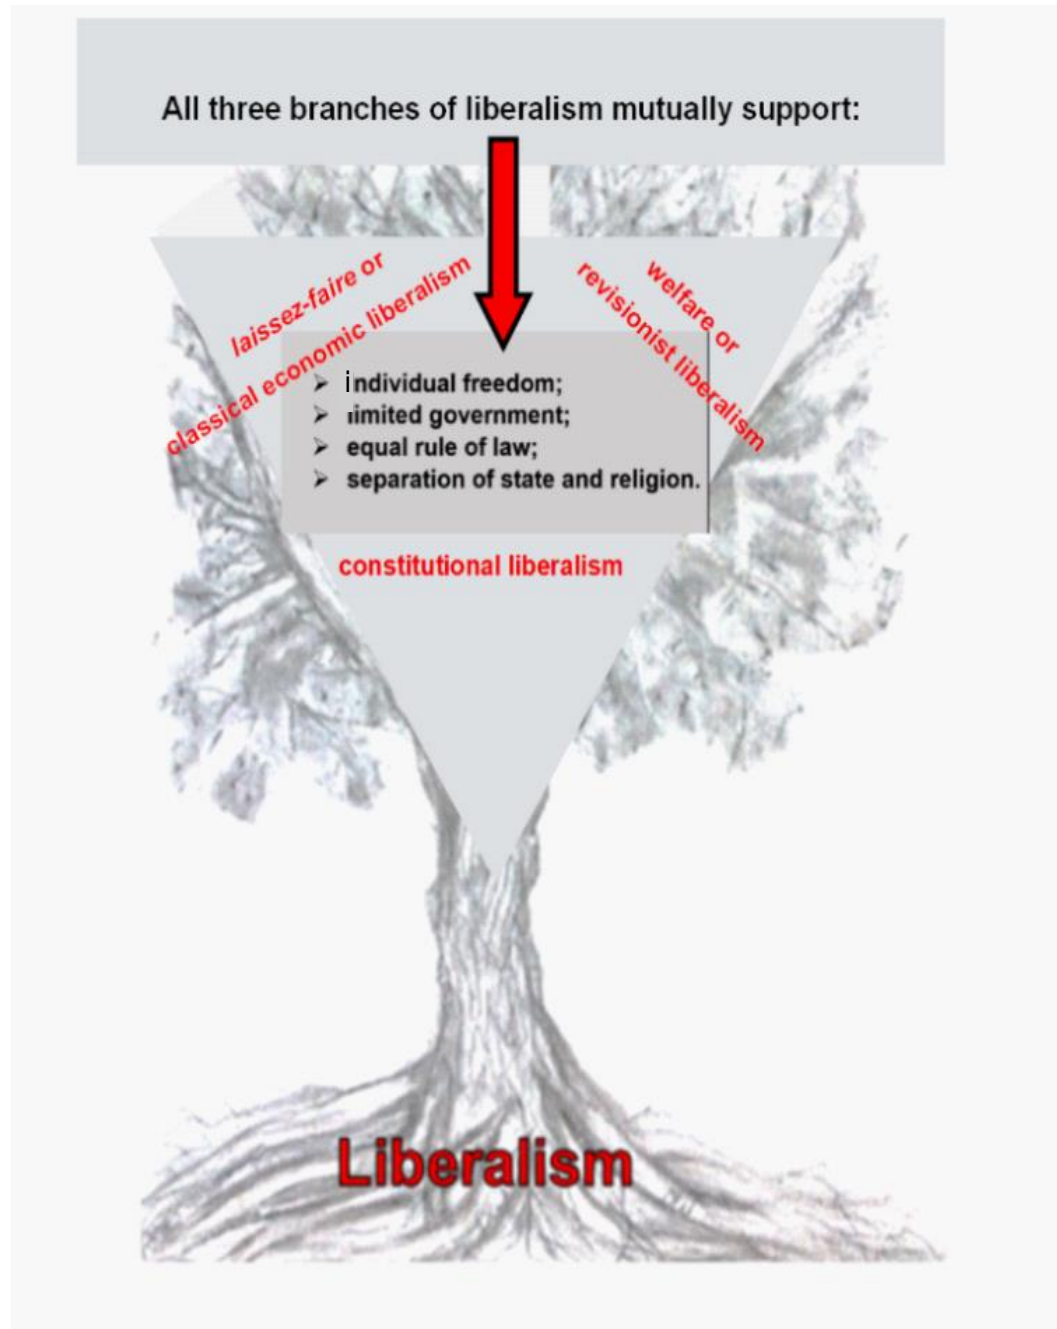 All three branches of liberalism mutually support:
laissez-faire or
classical economic liberalism
welfare or
revisionist liberalism
➢ individual freedom;
➢ limited government;
➢ equal rule of law;
➢ separation of state and religion.
constitutional liberalism
Liberalism